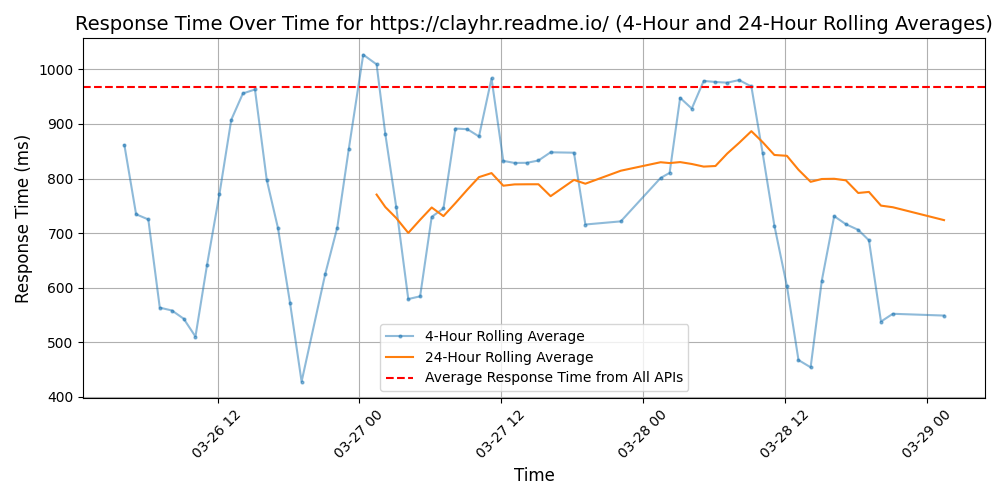 Response Time Over Time for https://clayhr.readme.io/ (4-Hour and 24-Hour Rolling Averages)
Response Time (ms)
1000
900
800
700
600
500
400
4-Hour Rolling Average
24-Hour Rolling Average
Average Response Time from All APIs
03-26 12
03-27 00
03-27 12
03-28 00
03-28 12
03-29 00
Time